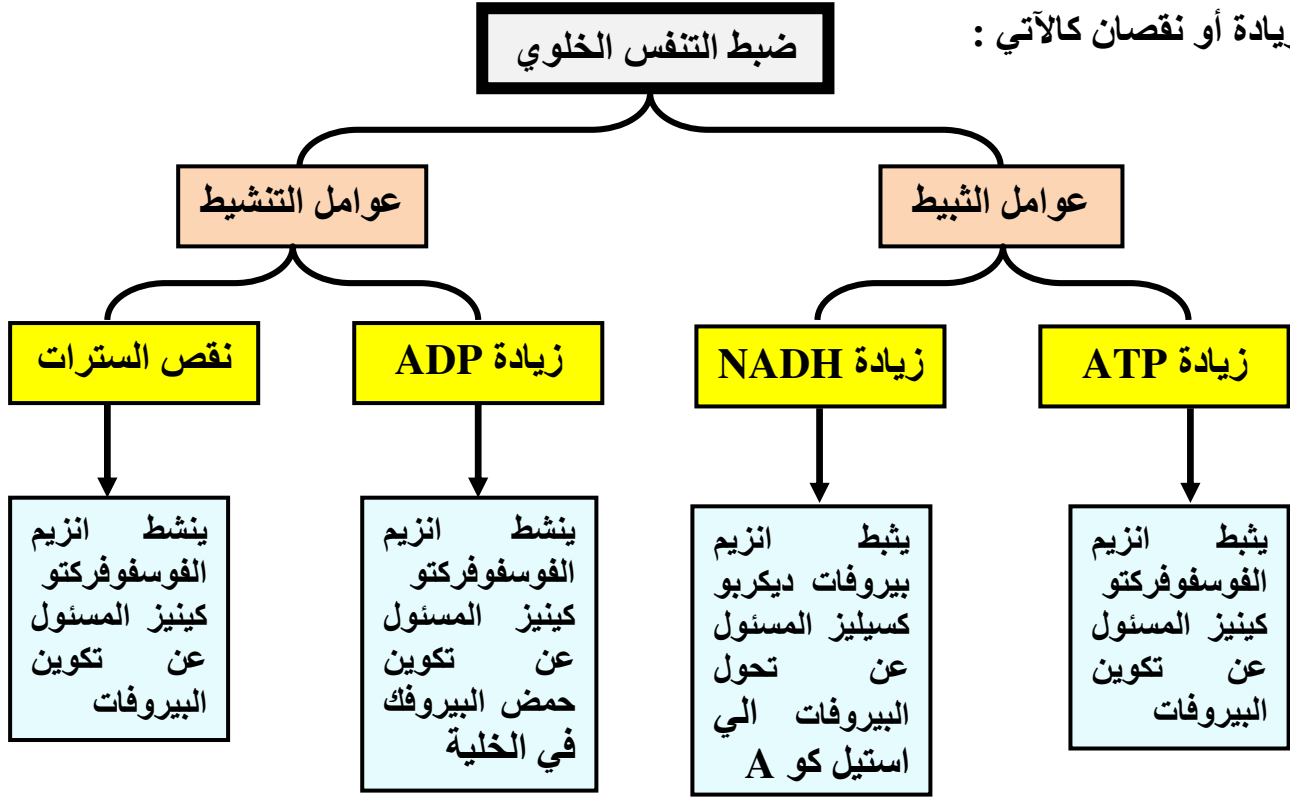 يادة أو نقصان كالآتي :
ضبط التنفس الخلوي
عوامل الثبيط
عوامل التنشيط
زيادة ATP
زيادة NADH
زيادة ADP
نقص السترات
يثبط انزيم
الفوسفوفركتو
كينيز المسئول
عن تكوين
البيروفات
يثبط انزيم
بيروفات ديكربو
كسيليز المسئول
عن تحول
البيروفات الي
استيل كو A
ينشط انزيم
الفوسفوفركتو
كينيز المسئول
عن تكوين
حمض البيروفك
في الخلية
ينشط انزيم
الفوسفوفركتو
كينيز المسئول
عن تكوين
البيروفات